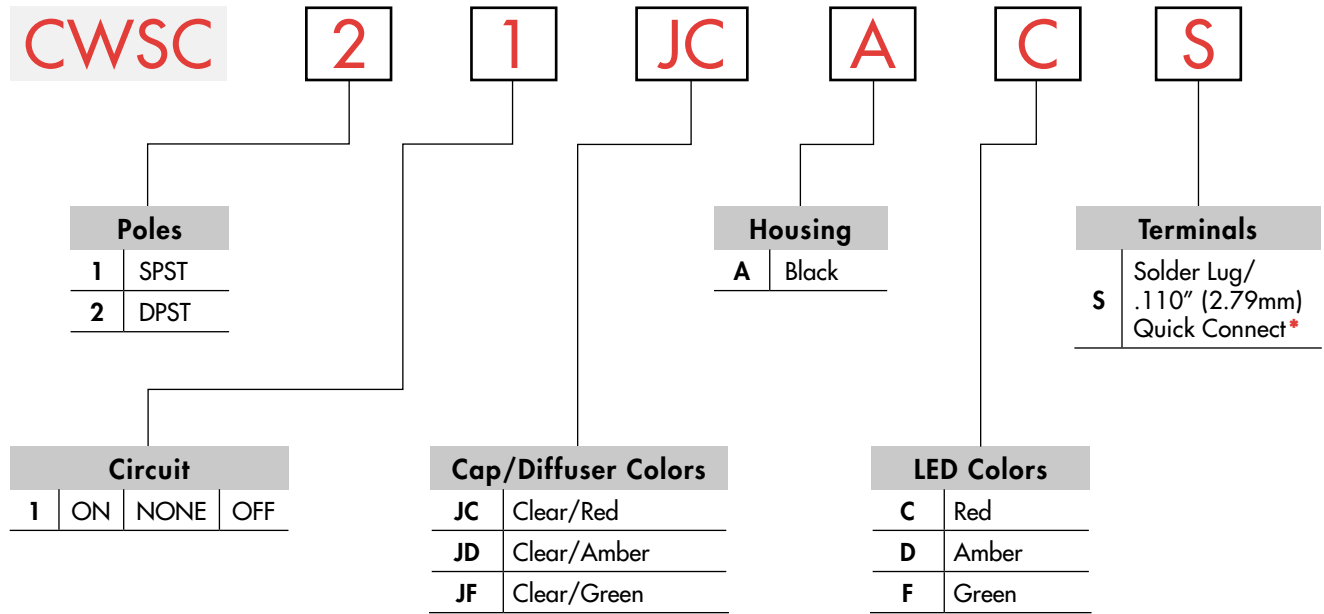 CWSC 2 1 JC A C S
Poles
1 SPST
2 DPST
Housing
A Black
Terminals
S Solder Lug/
.110" (2.79mm)
Quick Connect*
Circuit
1 ON NONE OFF
Cap/Diffuser Colors
JC Clear/Red
JD Clear/Amber
JF Clear/Green
LED Colors
C Red
D Amber
F Green